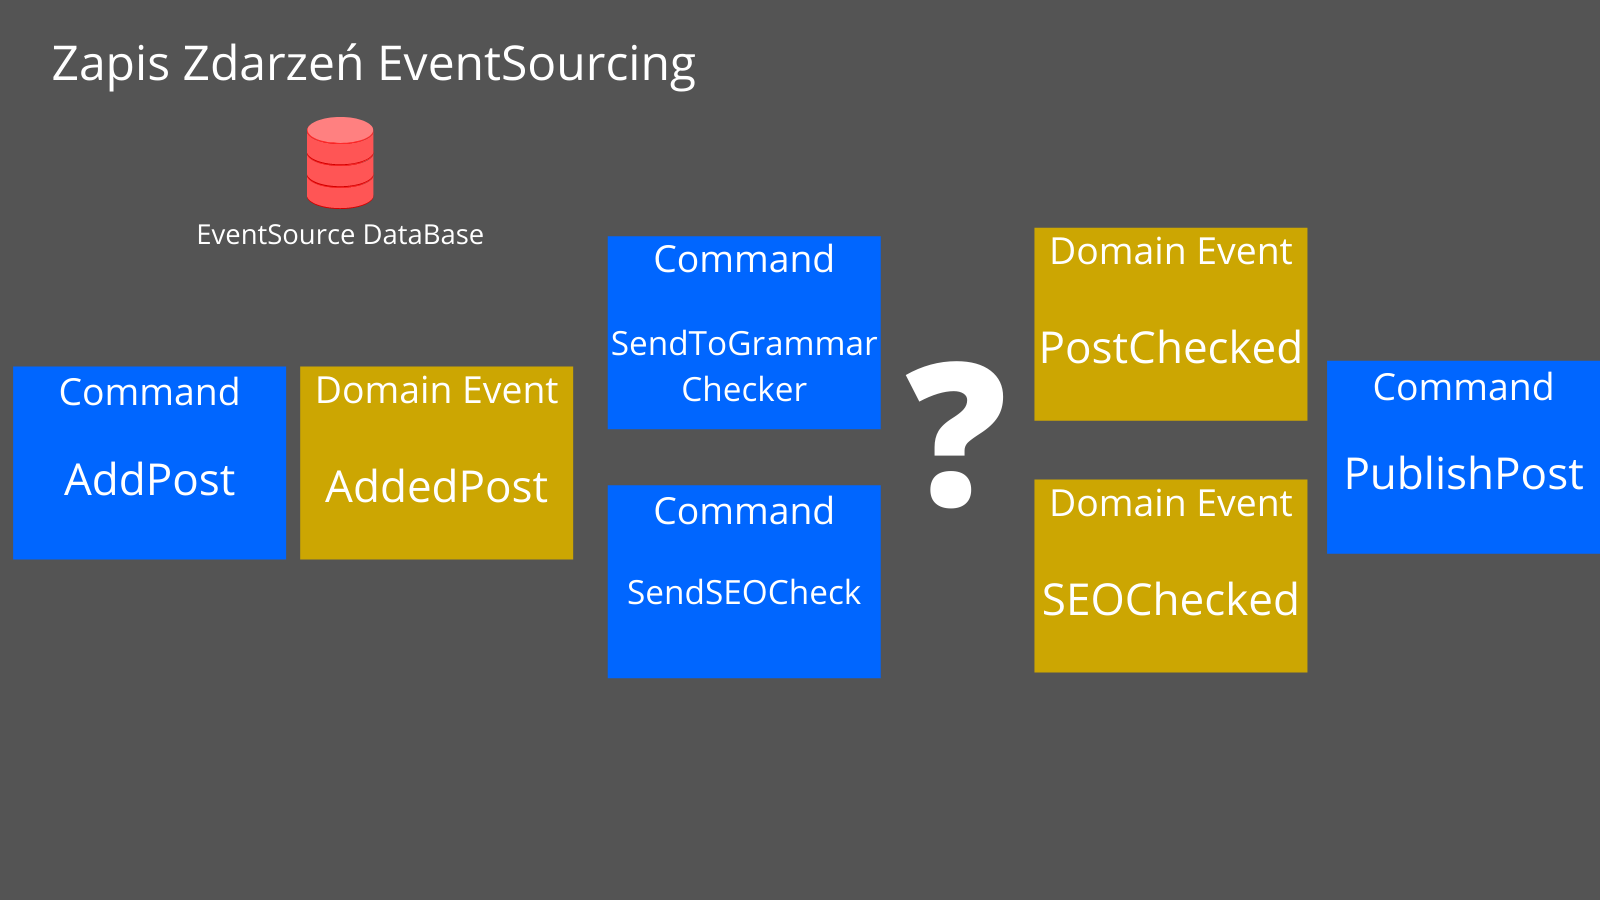 Zapis Zdarzeń EventSourcing
EventSource DataBase
Command
AddPost
Domain Event
AddedPost
Command
SendToGrammar
Checker
Command
SendSEOCheck
?
Domain Event
PostChecked
Domain Event
SEOChecked
Command
PublishPost